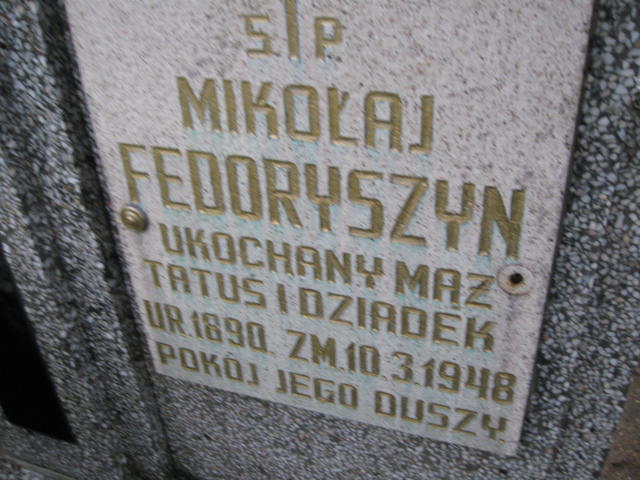 Ś.†P.
MIKOŁAJ
FEDORYSZYN
UKOCHANY MĄŻ
TATUŚ I DZIADEK
UR. 1890. ZM. 10.3.1948
POKÓJ JEGO DUSZY.